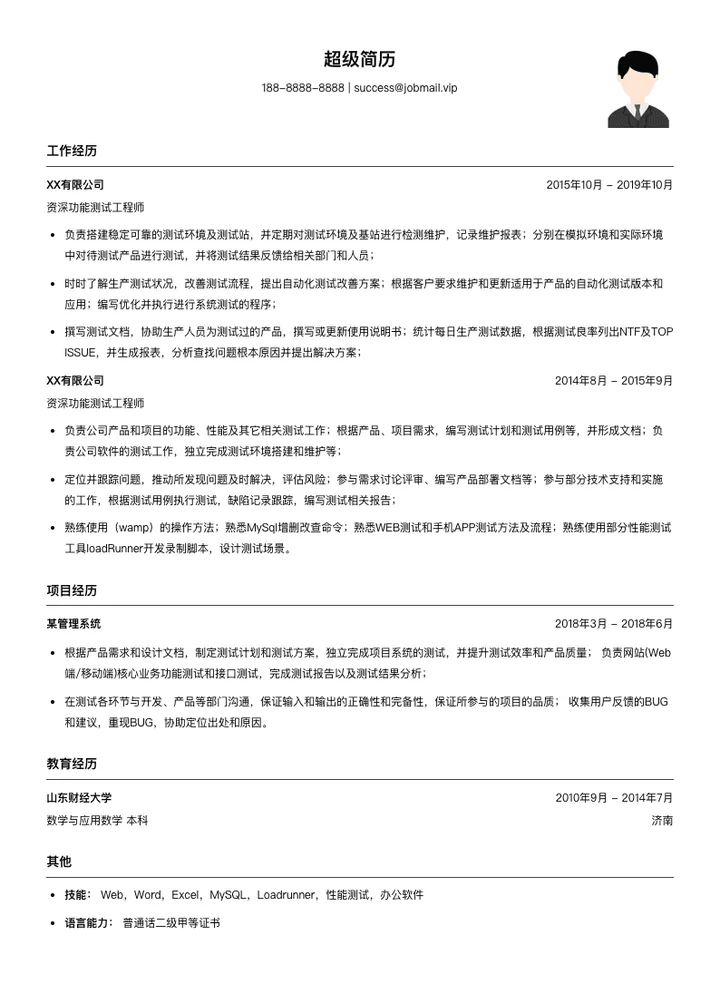 超级简历
188-8888-8888 | success@jobmail.vip
工作经历
XX有限公司 2015年10月 – 2019年10月
资深功能测试工程师
• 负责搭建稳定可靠的测试环境及测试站，并定期对测试环境及基站进行检测维护，记录维护报表；分别在模拟环境和实际环境
中对待测试产品进行测试，并将测试结果反馈给相关部门和人员；
• 时时了解生产测试状况，改善测试流程，提出自动化测试改善方案；根据客户要求维护和更新适用于产品的自动化测试版本和
应用；编写优化并执行进行系统测试的程序；
• 撰写测试文档，协助生产人员为测试过的产品，撰写或更新使用说明书；统计每日生产测试数据，根据测试良率列出NTF及TOP
ISSUE，并生成报表，分析查找问题根本原因并提出解决方案；
XX有限公司 2014年8月 – 2015年9月
资深功能测试工程师
• 负责公司产品和项目的功能、性能及其它相关测试工作；根据产品、项目需求，编写测试计划和测试用例等，并形成文档；负
责公司软件的测试工作，独立完成测试环境搭建和维护等；
• 定位并跟踪问题，推动所发现问题及时解决，评估风险；参与需求讨论评审、编写产品部署文档等；参与部分技术支持和实施
的工作，根据测试用例执行测试，缺陷记录跟踪，编写测试相关报告；
• 熟练使用（wamp）的操作方法；熟悉MySql增删改查命令；熟悉WEB测试和手机APP测试方法及流程；熟练使用部分性能测试
工具loadRunner开发录制脚本，设计测试场景。
项目经历
某管理系统 2018年3月 – 2018年6月
• 根据产品需求和设计文档，制定测试计划和测试方案，独立完成项目系统的测试，并提升测试效率和产品质量； 负责网站(Web
端/移动端)核心业务功能测试和接口测试，完成测试报告以及测试结果分析；
• 在测试各环节与开发、产品等部门沟通，保证输入和输出的正确性和完备性，保证所参与的项目的品质； 收集用户反馈的BUG
和建议，重现BUG，协助定位出处和原因。
教育经历
山东财经大学 2010年9月 – 2014年7月
数学与应用数学 本科 济南
其他
• 技能： Web，Word，Excel，MySQL，Loadrunner，性能测试，办公软件
• 语言能力： 普通话二级甲等证书